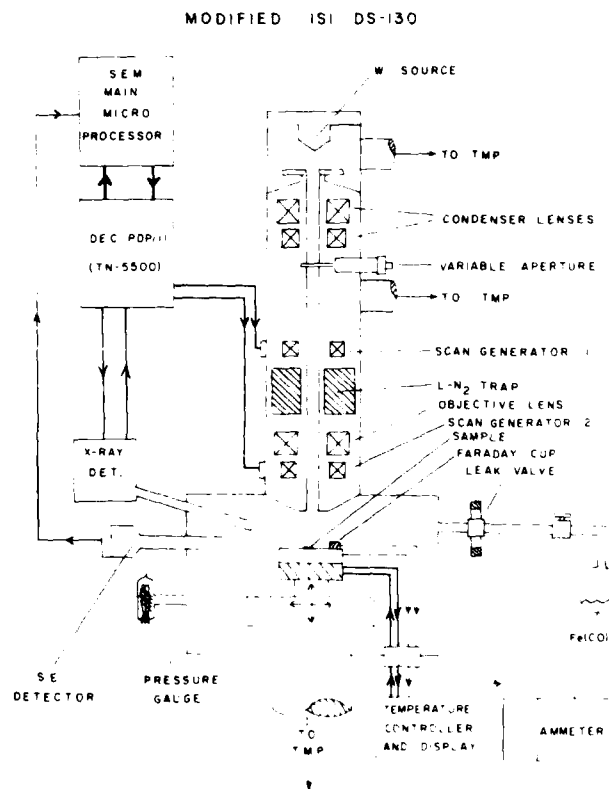 MODIFIED ISI DS-130
SEM
MAIN
MICRO
PROCESSOR
W SOURCE
TO TMP
CONDENSER LENSES
DEC PDP/11
(TN-5500)
VARIABLE APERTURE
TO TMP
SCAN GENERATOR 1
L-N2 TRAP
OBJECTIVE LENS
SCAN GENERATOR 2
SAMPLE
FARADAY CUP
LEAK VALVE
X-RAY
DET.
Fe(CO)
SE
DETECTOR
PRESSURE
GAUGE
TO
TMP
TEMPERATURE
CONTROLLER
AND DISPLAY
AMMETER